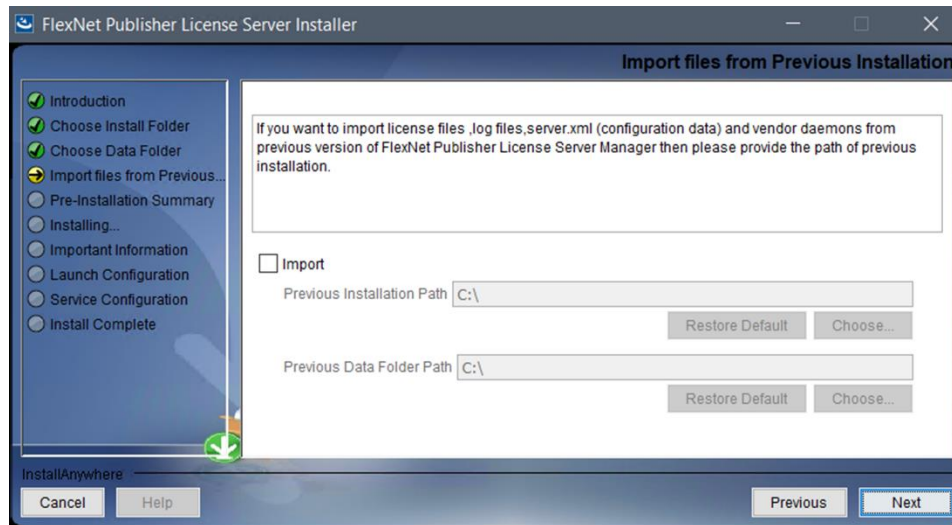 FlexNet Publisher License Server Installer
Import files from Previous Installation
Introduction
Choose Install Folder
Choose Data Folder
Import files from Previous...
Pre-Installation Summary
Installing...
Important Information
Launch Configuration
Service Configuration
Install Complete
If you want to import license files ,log files,server.xml (configuration data) and vendor daemons from
previous version of FlexNet Publisher License Server Manager then please provide the path of previous
installation.
Import
Previous Installation Path C:\
Restore Default Choose...
Previous Data Folder Path C:\
Restore Default Choose...
InstallAnywhere
Cancel Help Previous Next